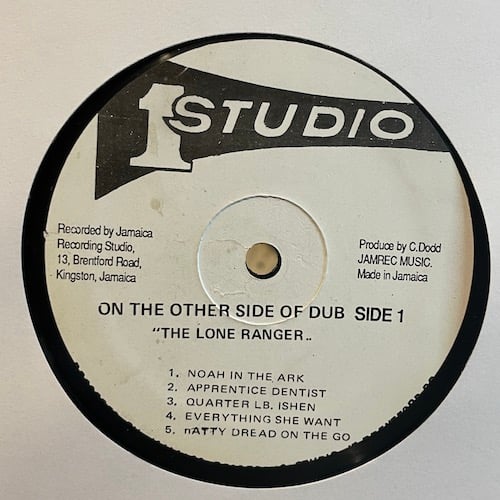 1 STUDIO
Recorded by Jamaica
Recording Studio,
13, Brentford Road,
Kingston, Jamaica
Produce by C.Dodd
JAMREC MUSIC.
Made in Jamaica
ON THE OTHER SIDE OF DUB SIDE 1
"THE LONE RANGER..
1. NOAH IN THE ARK
2. APPRENTICE DENTIST
3. QUARTER LB. ISHEN
4. EVERYTHING SHE WANT
5. nATTY DREAD ON THE GO